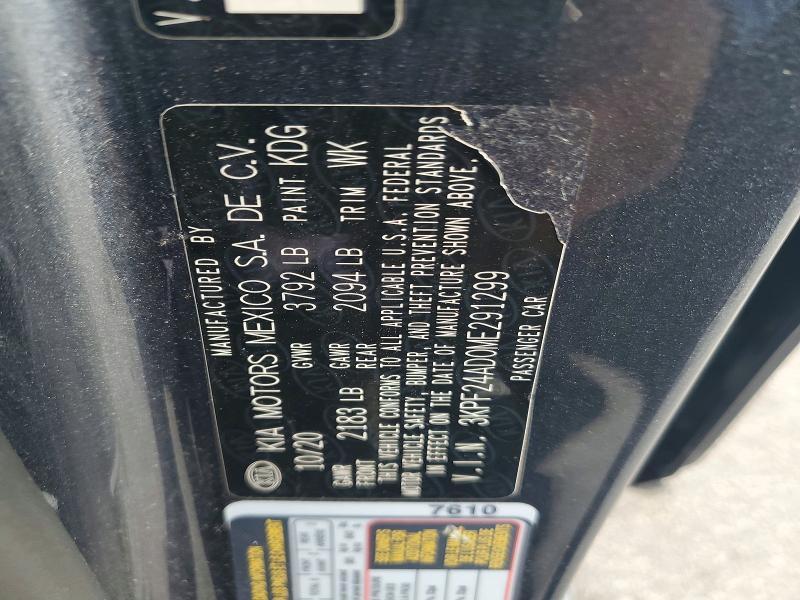 MANUFACTURED BY
KIA KIA MOTORS MEXICO S.A. DE C.V.
10/20 GVWR 3792 LB PAINT KDG
GAWR FRONT 2183 LB GAWR REAR 2094 LB TRIM WK
THIS VEHICLE CONFORMS TO ALL APPLICABLE U.S.A. FEDERAL
MOTOR VEHICLE SAFETY, BUMPER, AND THEFT PREVENTION STANDARDS
IN EFFECT ON THE DATE OF MANUFACTURE SHOWN ABOVE.
V.I.N. 3KPF24AD0ME291299
PASSENGER CAR
7610